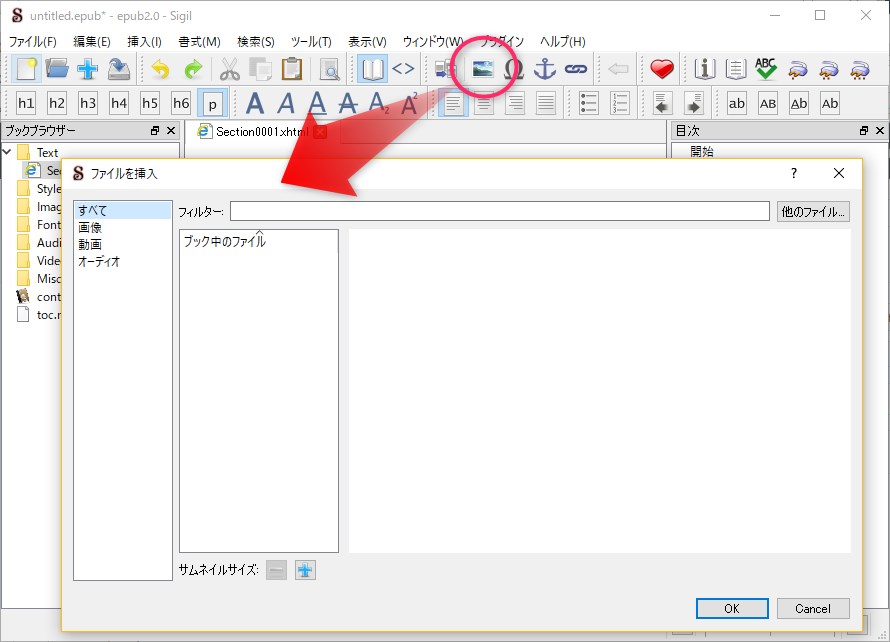 untitled.epub* - epub2.0 - Sigil
ファイル(F) 編集(E) 挿入(I) 書式(M) 検索(S) ツール(T) 表示(V) ウィンドウ(W) プラグイン ヘルプ(H)
ABC
h1 h2 h3 h4 h5 h6 p A A A A A₂ A² ab AB Ab Ab
ブックブラウザー
Section0001.xhtml
目次
Text
開始
Sec
Style
Imag
Font
Audi
Vide
Misc
cont
toc.n
ファイルを挿入
?
すべて
画像
動画
オーディオ
フィルター:
他のファイル...
ブック中のファイル
サムネイルサイズ:
OK
Cancel